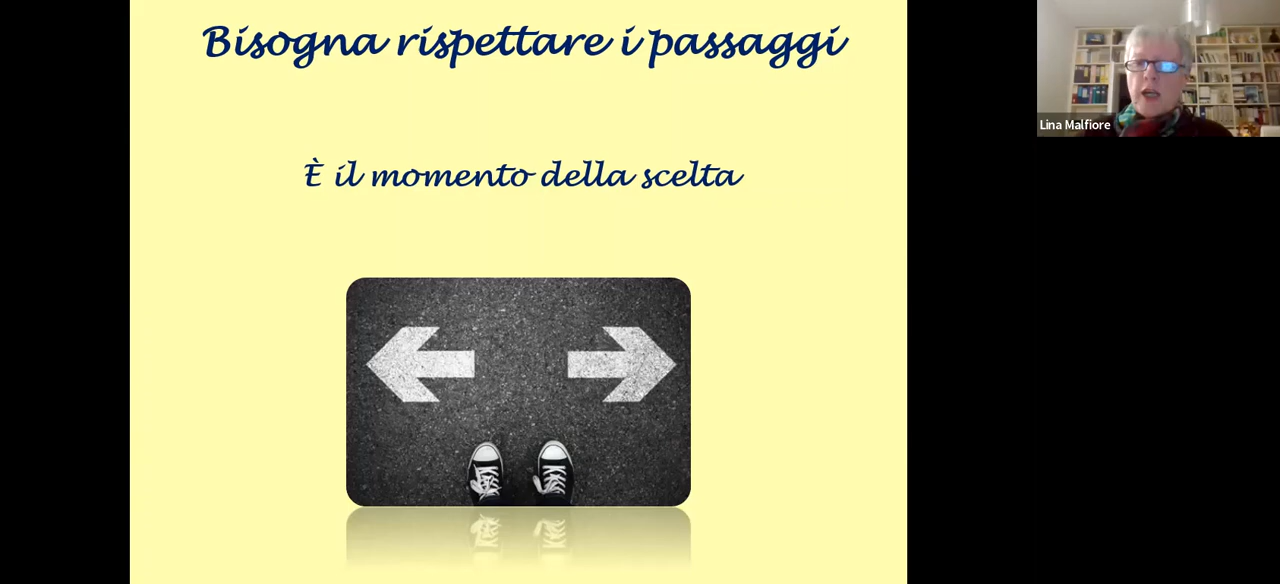 Bisogna rispettare i passaggi
È il momento della scelta
Lina Malfiore